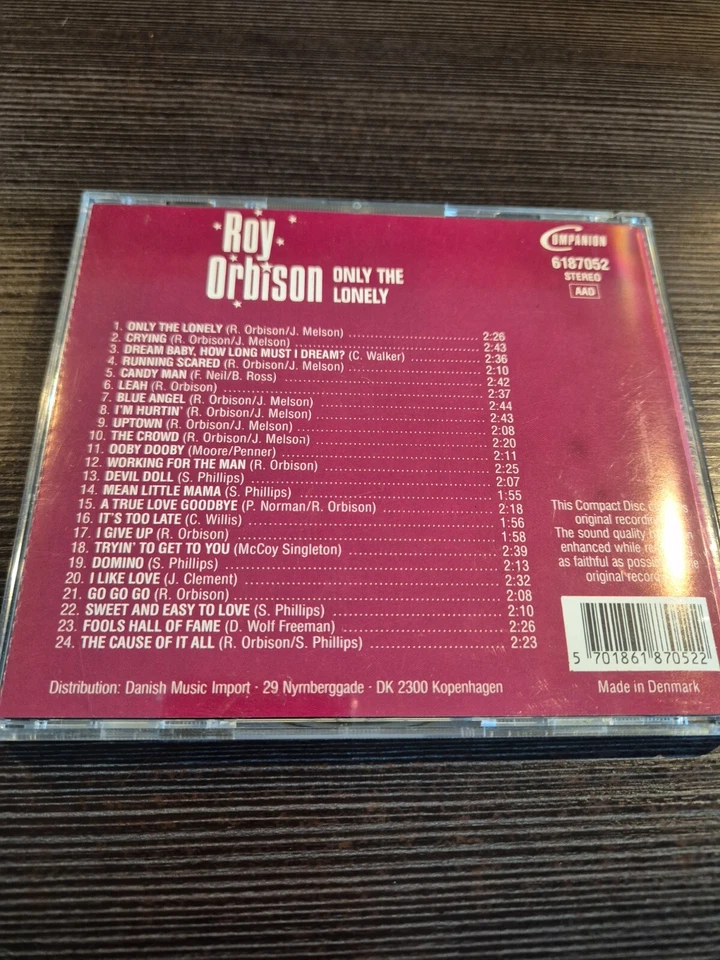 Roy
Orbison ONLY THE
LONELY
COMPANION
6187052
STEREO
AAD
1. ONLY THE LONELY (R. Orbison/J. Melson) 2:26
2. CRYING (R. Orbison/J. Melson) 2:43
3. DREAM BABY, HOW LONG MUST I DREAM? (C. Walker) 2:36
4. RUNNING SCARED (R. Orbison/J. Melson) 2:10
5. CANDY MAN (F. Neil/B. Ross) 2:42
6. LEAH (R. Orbison) 2:37
7. BLUE ANGEL (R. Orbison/J. Melson) 2:44
8. I'M HURTIN' (R. Orbison/J. Melson) 2:43
9. UPTOWN (R. Orbison/J. Melson) 2:08
10. THE CROWD (R. Orbison/J. Melson) 2:20
11. OOBY DOOBY (Moore/Penner) 2:11
12. WORKING FOR THE MAN (R. Orbison) 2:25
13. DEVIL DOLL (S. Phillips) 2:07
14. MEAN LITTLE MAMA (S. Phillips) 1:55
15. A TRUE LOVE GOODBYE (P. Norman/R. Orbison) 2:18
16. IT'S TOO LATE (C. Willis) 1:56
17. I GIVE UP (R. Orbison) 1:58
18. TRYIN' TO GET TO YOU (McCoy Singleton) 2:39
19. DOMINO (S. Phillips) 2:13
20. I LIKE LOVE (J. Clement) 2:32
21. GO GO GO (R. Orbison) 2:08
22. SWEET AND EASY TO LOVE (S. Phillips) 2:10
23. FOOLS HALL OF FAME (D. Wolf Freeman) 2:26
24. THE CAUSE OF IT ALL (R. Orbison/S. Phillips) 2:23
This Compact Disc
original
The sound quality
enhanced while
as faithful as
original
5 701861 870522
Distribution: Danish Music Import · 29 Nyrnberggade · DK 2300 Kopenhagen
Made in Denmark